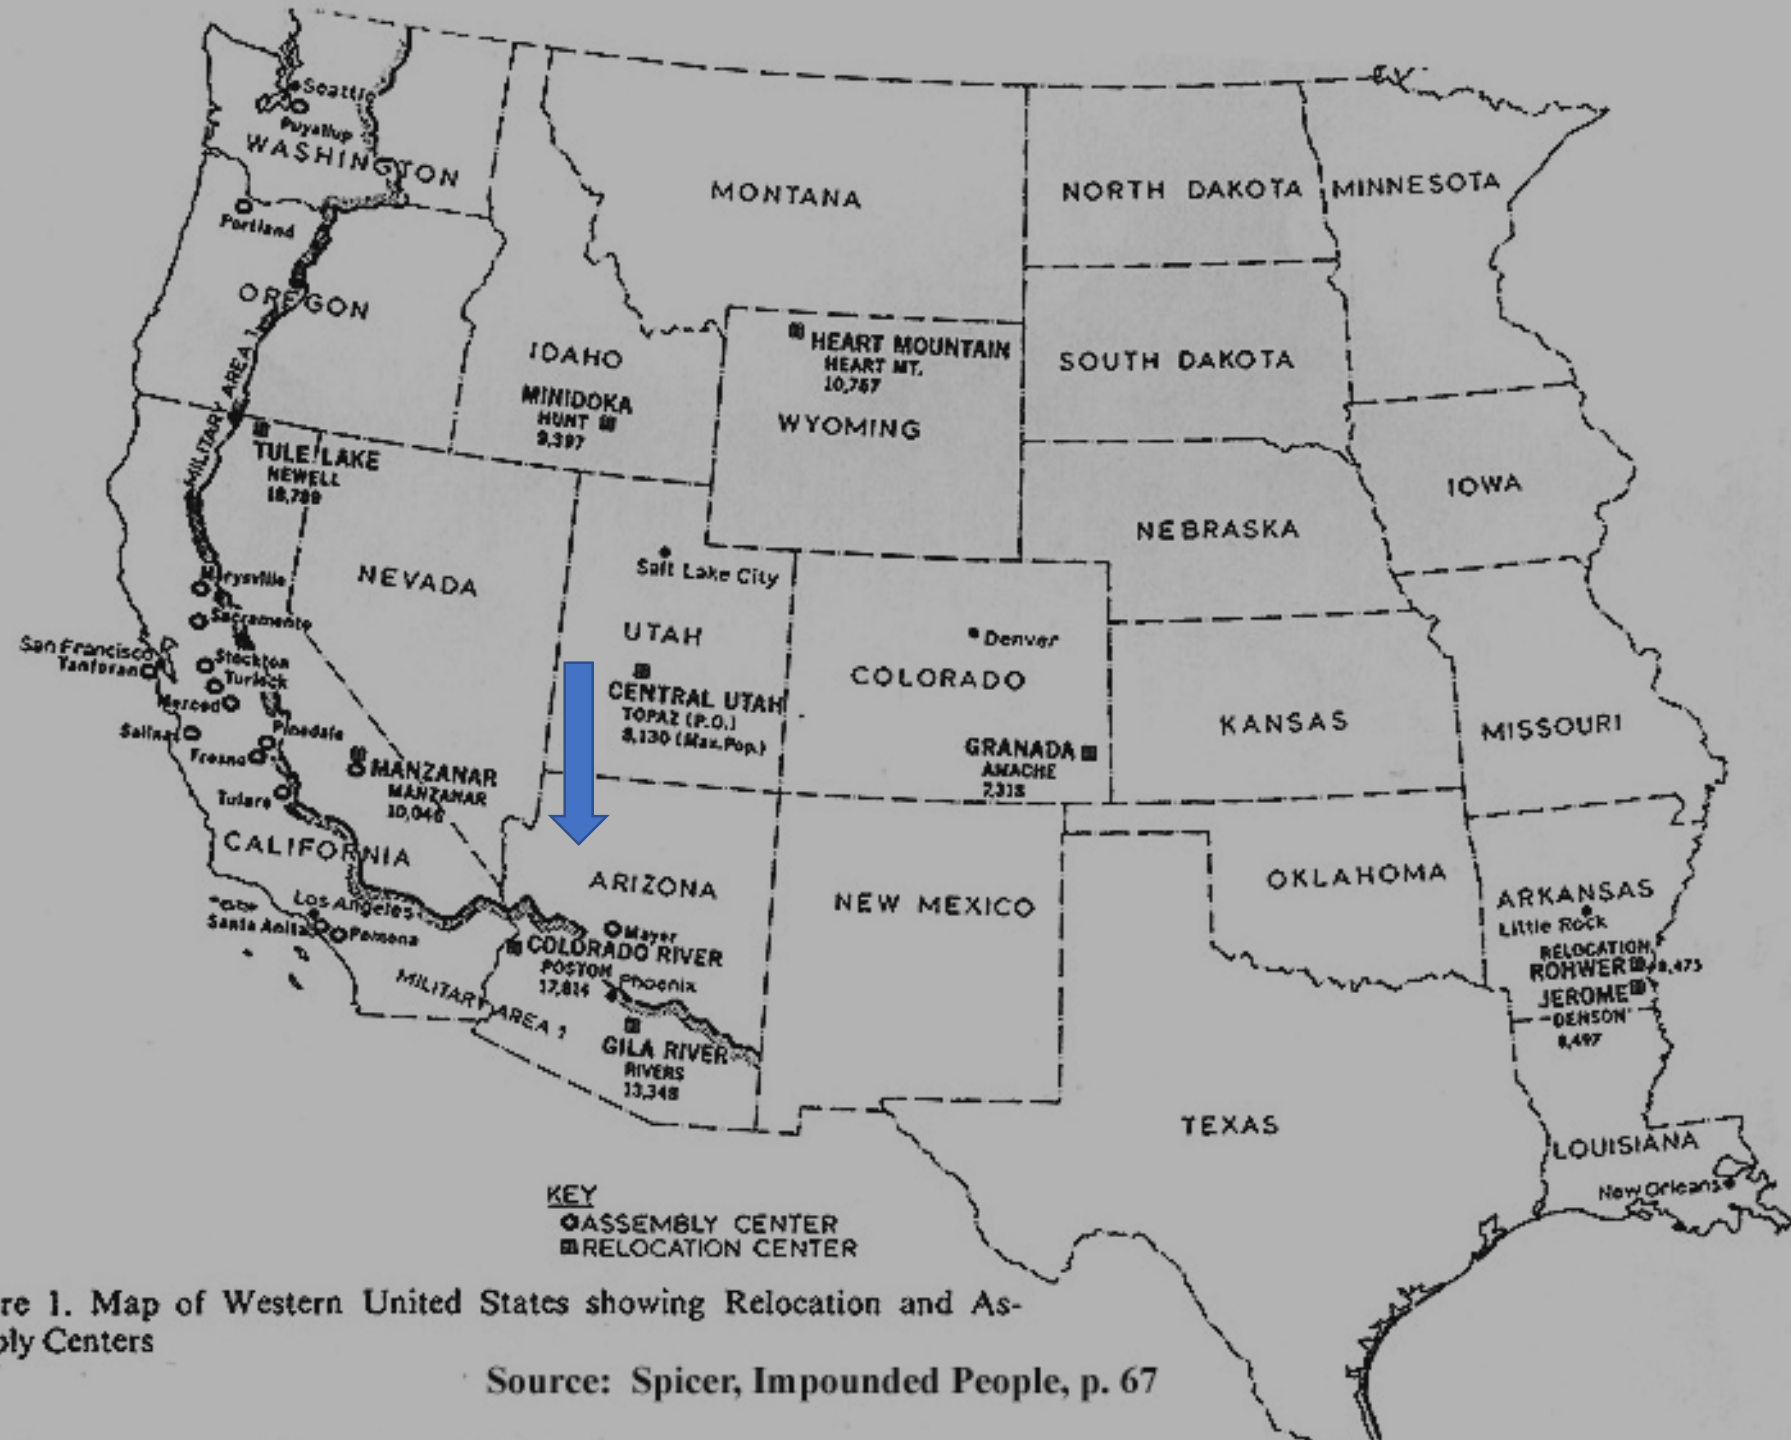 Seattle
Puyallup
WASHINGTON
Portland
OREGON
MILITARY AREA 1
MONTANA
NORTH DAKOTA
MINNESOTA
IDAHO
MINIDOKA
HUNT
9,397
HEART MOUNTAIN
HEART MT.
10,767
WYOMING
SOUTH DAKOTA
TULE LAKE
NEWELL
18,789
IOWA
NEBRASKA
NEVADA
Salt Lake City
UTAH
CENTRAL UTAH
TOPAZ (P.O.)
8,130 (Max. Pop.)
Denver
COLORADO
GRANADA
AMACHE
7,318
KANSAS
MISSOURI
Marysville
Sacramento
San Francisco
Tanforan
Stockton
Turlock
Merced
Salinas
Pinedale
Fresno
Tulare
MANZANAR
MANZANAR
10,046
CALIFORNIA
Los Angeles
Santa Anita
Pomona
MILITARY AREA 1
ARIZONA
Mayer
COLORADO RIVER
POSTON
17,814
Phoenix
GILA RIVER
RIVERS
13,348
NEW MEXICO
OKLAHOMA
ARKANSAS
Little Rock
RELOCATION
ROHWER 8,475
JEROME
"DENSON"
8,497
TEXAS
LOUISIANA
New Orleans
KEY
ASSEMBLY CENTER
RELOCATION CENTER
re 1. Map of Western United States showing Relocation and As-
bly Centers
Source: Spicer, Impounded People, p. 67